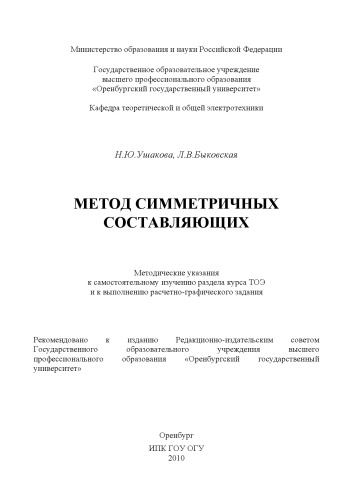 Министерство образования и науки Российской Федерации
Государственное образовательное учреждение
высшего профессионального образования
«Оренбургский государственный университет»
Кафедра теоретической и общей электротехники
Н.Ю.Ушакова, Л.В.Быковская
МЕТОД СИММЕТРИЧНЫХ
СОСТАВЛЯЮЩИХ
Методические указания
к самостоятельному изучению раздела курса ТОЭ
и к выполнению расчетно-графического задания
Рекомендовано к изданию Редакционно-издательским советом
Государственного образовательного учреждения высшего
профессионального образования «Оренбургский государственный
университет»
Оренбург
ИПК ГОУ ОГУ
2010